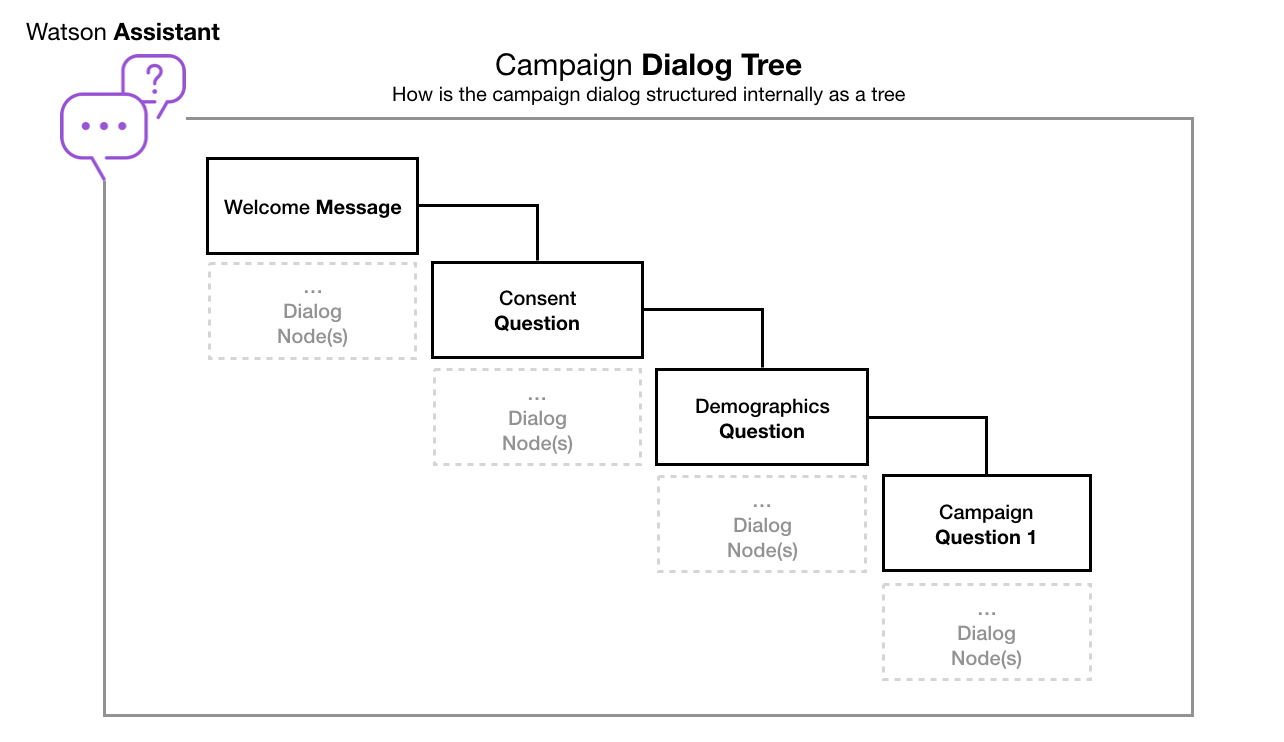 Watson Assistant
?
Campaign Dialog Tree
How is the campaign dialog structured internally as a tree
Welcome Message
...
Dialog
Node(s)
Consent
Question
...
Dialog
Node(s)
Demographics
Question
...
Dialog
Node(s)
Campaign
Question 1
...
Dialog
Node(s)